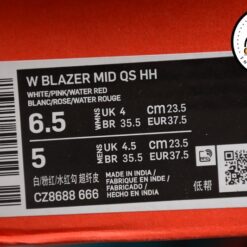 W BLAZER MID QS HH
WHITE/PINK/WATER RED
BLANC/ROSE/WATER ROUGE
6.5 WMNS UK 4 CM 23.5
BR 35.5 EUR 37.5
5 MENS UK 4.5 CM 23.5
BR 35.5 EUR 37.5
白/粉红/水红勾 超纤皮
CZ8688 666
MADE IN INDIA /
FABRIQUE EN INDE /
FABRICADO /
HECHO EN INDIA
低帮